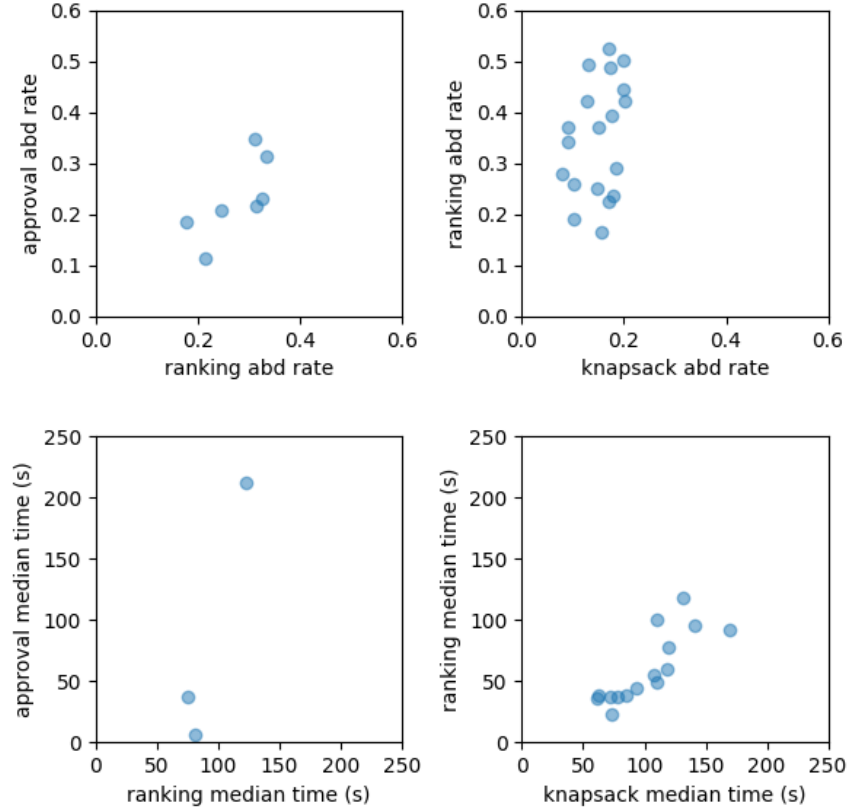 approval abd rate
0.6
0.5
0.4
0.3
0.2
0.1
0.0
0.0 0.2 0.4 0.6
ranking abd rate
ranking abd rate
0.6
0.5
0.4
0.3
0.2
0.1
0.0
0.0 0.2 0.4 0.6
knapsack abd rate
approval median time (s)
250
200
150
100
50
0
0 50 100 150 200 250
ranking median time (s)
ranking median time (s)
250
200
150
100
50
0
0 50 100 150 200 250
knapsack median time (s)